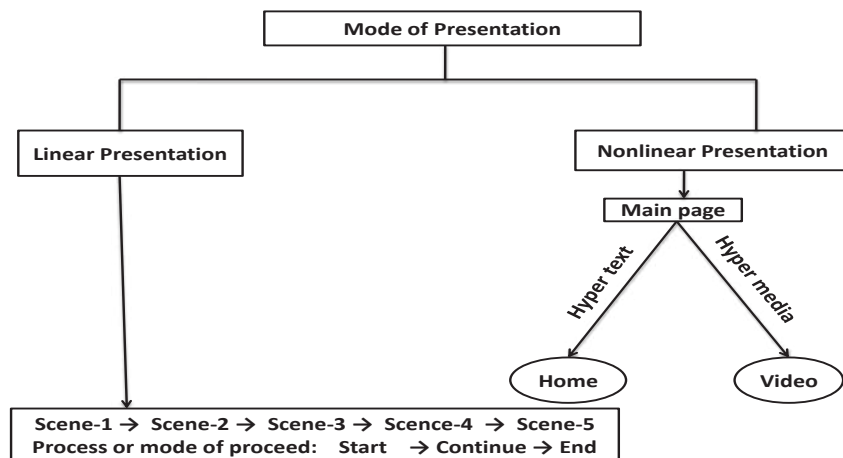 Mode of Presentation
Linear Presentation
Nonlinear Presentation
Main page
Hyper text
Hyper media
Home
Video
Scene-1 → Scene-2 → Scene-3 → Scence-4 → Scene-5
Process or mode of proceed: Start → Continue → End